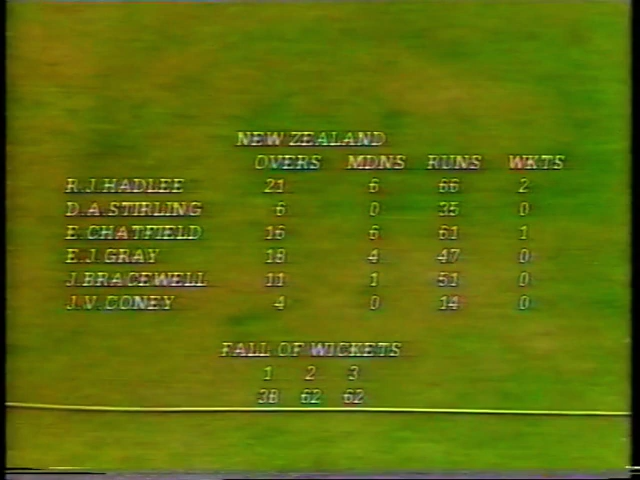 NEW ZEALAND
OVERS MDNS RUNS WKTS
R.J.HADLEE 21 6 66 2
D.A.STIRLING 6 0 35 0
E.CHATFIELD 16 6 61 1
E.J.GRAY 18 4 47 0
J.BRACEWELL 11 1 51 0
J.V.CONEY 4 0 14 0
FALL OF WICKETS
1 2 3
38 62 62